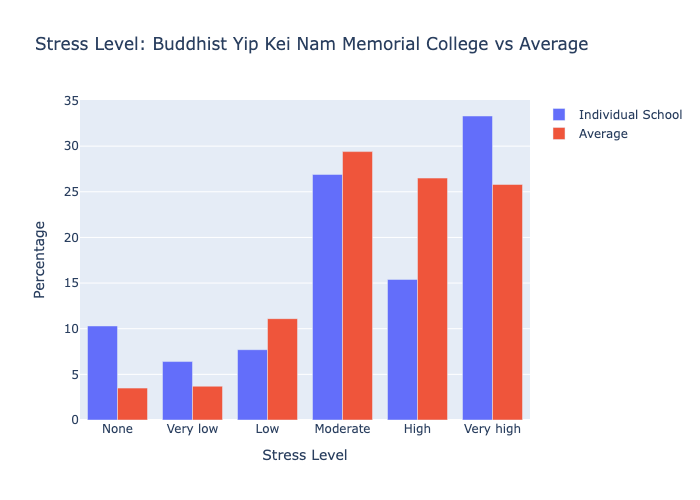 Stress Level: Buddhist Yip Kei Nam Memorial College vs Average
Individual School
Average
Percentage
35
30
25
20
15
10
5
0
None Very low Low Moderate High Very high
Stress Level